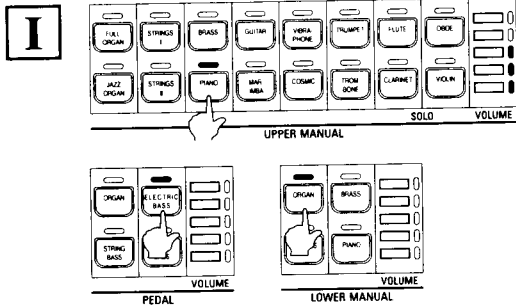 I
FULL ORGAN
STRINGS I
BRASS
GUITAR
VIBRA-PHONE
TRUMPET
FLUTE
OBOE
JAZZ ORGAN
STRINGS II
PIANO
MAR IMBA
COSMIC
TROM BONE
CLARINET
VIOLIN
SOLO
VOLUME
UPPER MANUAL
ORGAN
ELECTRIC BASS
STRING BASS
VOLUME
PEDAL
ORGAN
BRASS
PIANO
VOLUME
LOWER MANUAL